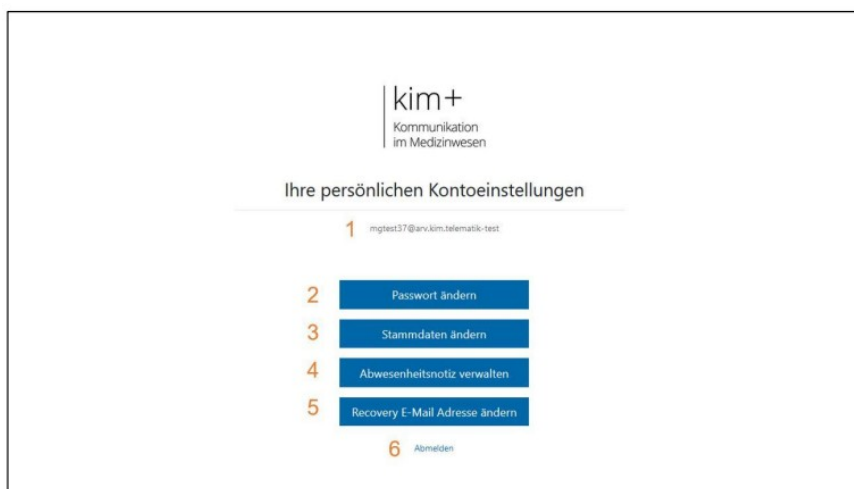 kim+
Kommunikation
im Medizinwesen
Ihre persönlichen Kontoeinstellungen
1 mgtest37@arv.kim.telematik-test
2 Passwort ändern
3 Stammdaten ändern
4 Abwesenheitsnotiz verwalten
5 Recovery E-Mail Adresse ändern
6 Abmelden